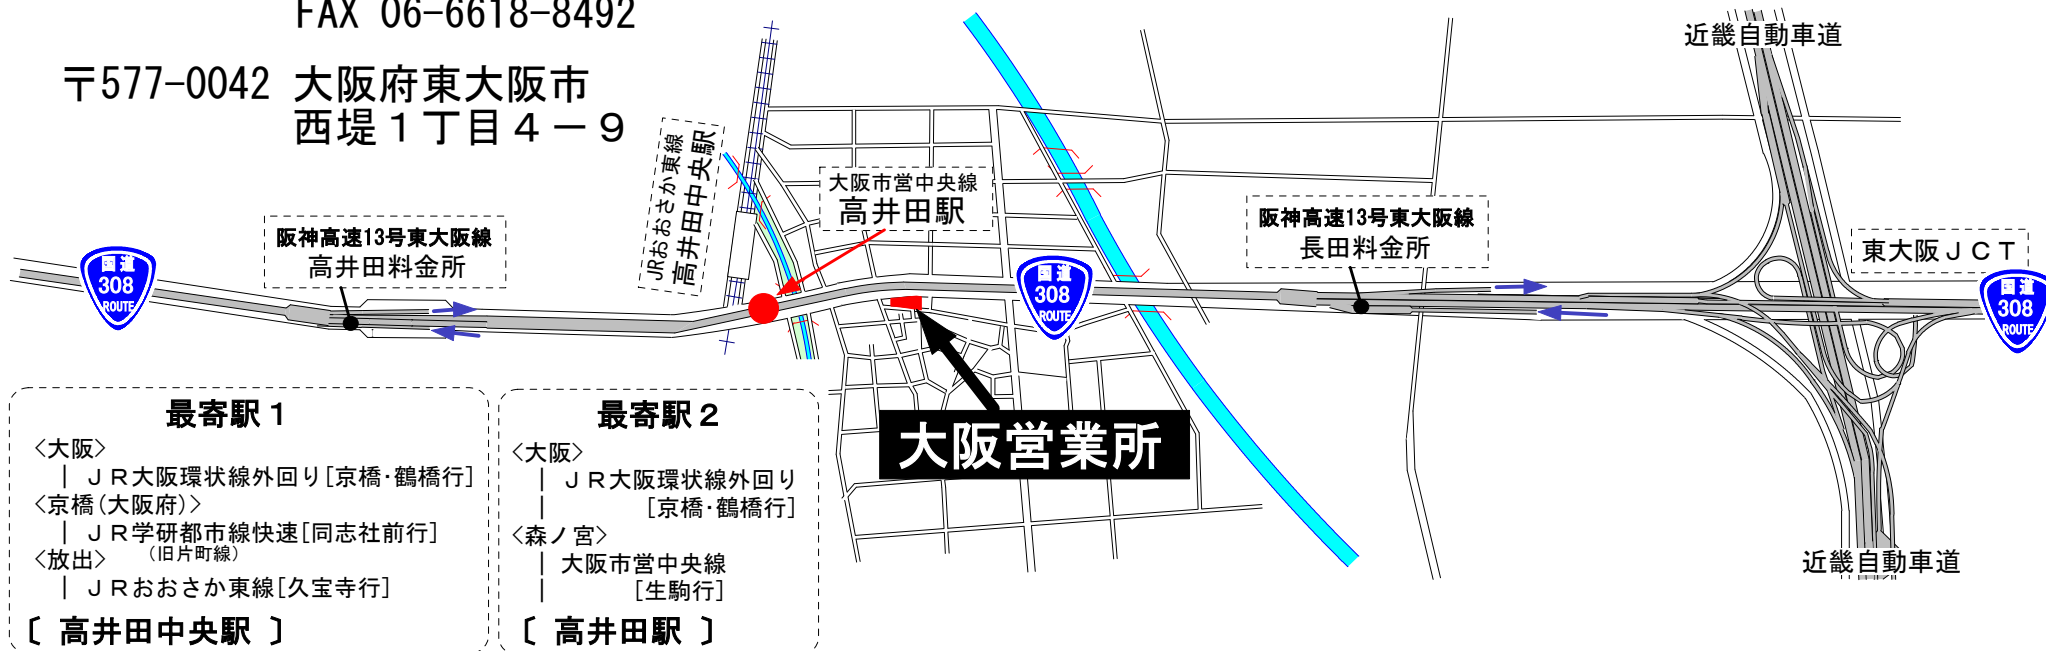 FAX 06-6618-8492
〒577-0042 大阪府東大阪市
西堤１丁目４－９
近畿自動車道
JRおおさか東線
高井田中央駅
大阪市営中央線
高井田駅
阪神高速13号東大阪線
高井田料金所
阪神高速13号東大阪線
長田料金所
東大阪ＪＣＴ
国道
308
ROUTE
国道
308
ROUTE
国道
308
ROUTE
大阪営業所
最寄駅１
<大阪>
｜ ＪＲ大阪環状線外回り[京橋･鶴橋行]
<京橋(大阪府)>
｜ ＪＲ学研都市線快速[同志社前行]
<放出> （旧片町線）
｜ ＪＲおおさか東線[久宝寺行]
〔 高井田中央駅 〕
最寄駅２
<大阪>
｜ ＪＲ大阪環状線外回り
｜ [京橋･鶴橋行]
<森ノ宮>
｜ 大阪市営中央線
｜ [生駒行]
〔 高井田駅 〕
近畿自動車道